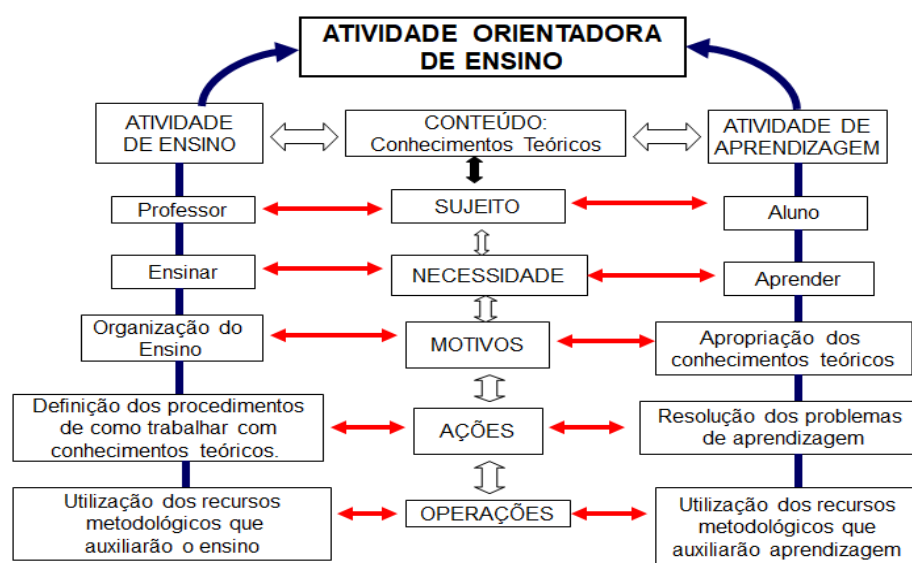 ATIVIDADE ORIENTADORA
DE ENSINO
ATIVIDADE
DE ENSINO
CONTEÚDO:
Conhecimentos Teóricos
ATIVIDADE DE
APRENDIZAGEM
Professor
SUJEITO
Aluno
Ensinar
NECESSIDADE
Aprender
Organização do
Ensino
MOTIVOS
Apropriação dos
conhecimentos teóricos
Definição dos procedimentos
de como trabalhar com
conhecimentos teóricos.
AÇÕES
Resolução dos problemas
de aprendizagem
Utilização dos recursos
metodológicos que
auxiliarão o ensino
OPERAÇÕES
Utilização dos recursos
metodológicos que
auxiliarão aprendizagem